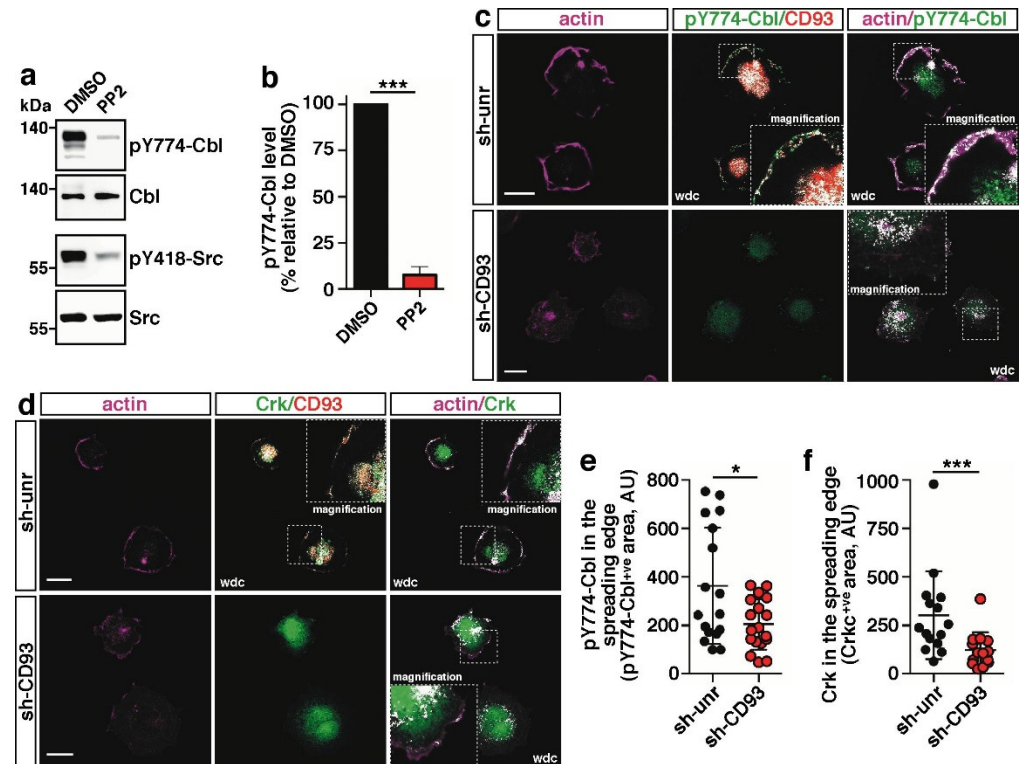 a
kDa
DMSO
PP2
140
pY774-Cbl
140
Cbl
55
pY418-Src
55
Src
b
***
pY774-Cbl level
(% relative to DMSO)
100
75
50
25
0
DMSO
PP2
c
actin
pY774-Cbl/CD93
actin/pY774-Cbl
sh-unr
magnification
magnification
wdc
wdc
sh-CD93
magnification
wdc
d
actin
Crk/CD93
actin/Crk
sh-unr
magnification
magnification
wdc
wdc
sh-CD93
magnification
wdc
e
*
pY774-Cbl in the
spreading edge
(pY774-Cbl+ve area, AU)
800
600
400
200
0
sh-unr
sh-CD93
f
***
Crk in the spreading edge
(Crkc+ve area, AU)
1000
750
500
250
0
sh-unr
sh-CD93